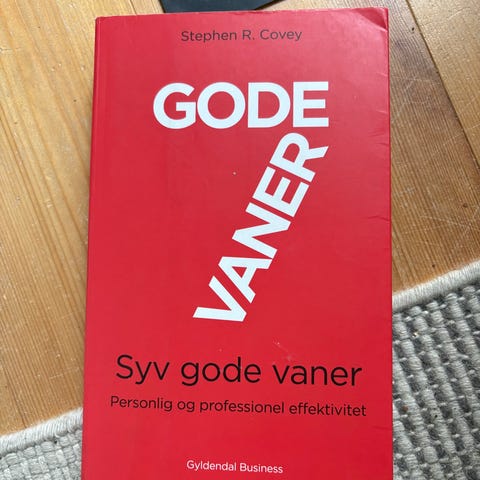 Stephen R. Covey
GODE
VANER
Syv gode vaner
Personlig og professionel effektivitet
Gyldendal Business